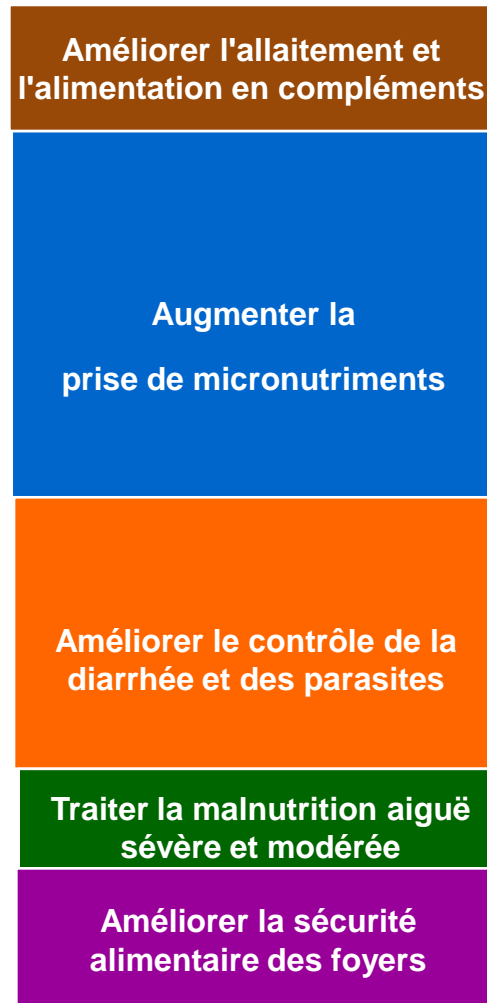 Améliorer l'allaitement et
l'alimentation en compléments
Augmenter la
prise de micronutriments
Améliorer le contrôle de la
diarrhée et des parasites
Traiter la malnutrition aiguë
sévère et modérée
Améliorer la sécurité
alimentaire des foyers